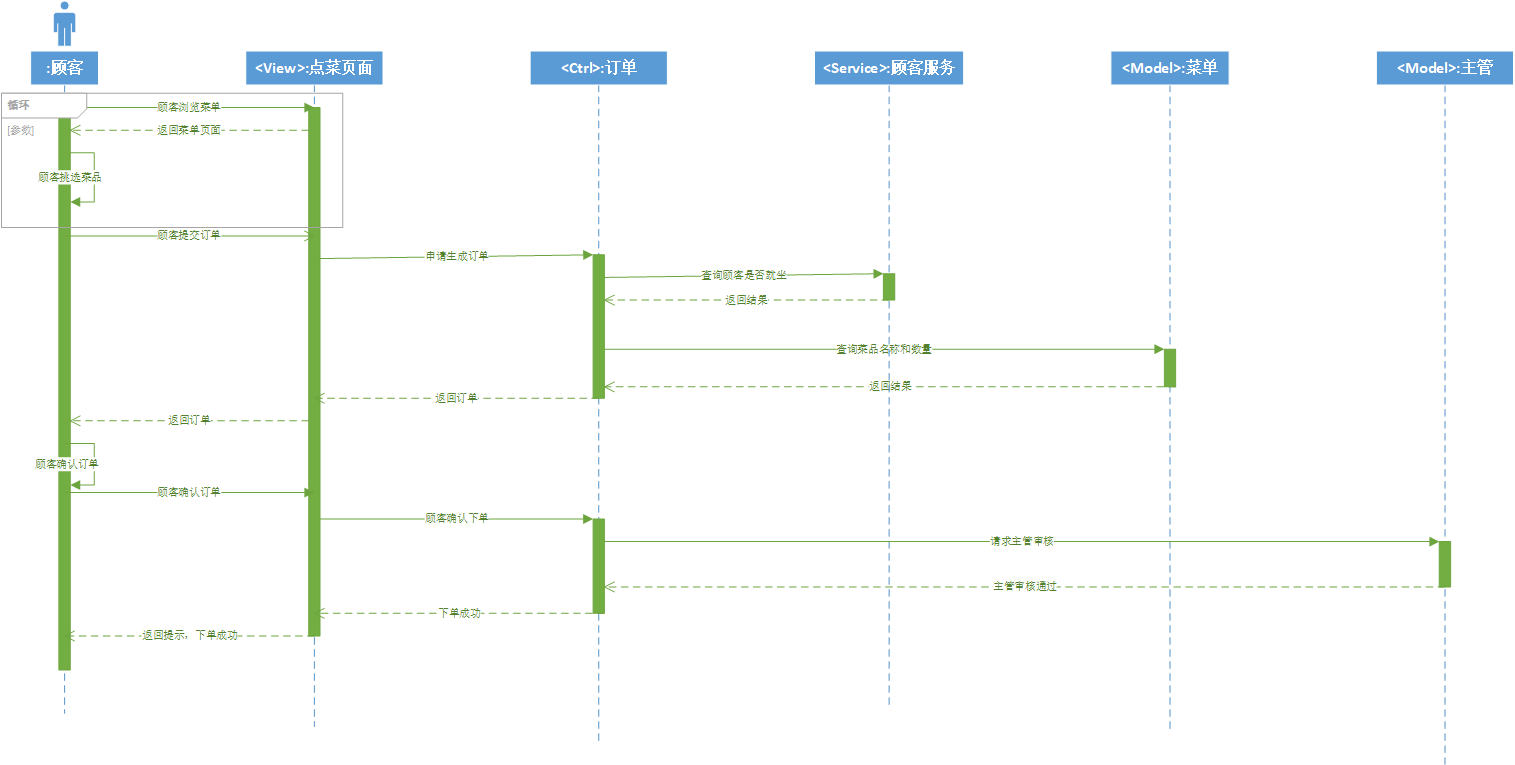 :顾客
<View>:点菜页面
<Ctrl>:订单
<Service>:顾客服务
<Model>:菜单
<Model>:主管
循环
[参数]
顾客浏览菜单
返回菜单页面
顾客挑选菜品
顾客提交订单
申请生成订单
查询顾客是否就坐
返回结果
查询菜品名称和数量
返回结果
返回订单
返回订单
顾客确认订单
顾客确认订单
顾客确认下单
请求主管审核
主管审核通过
下单成功
返回提示，下单成功